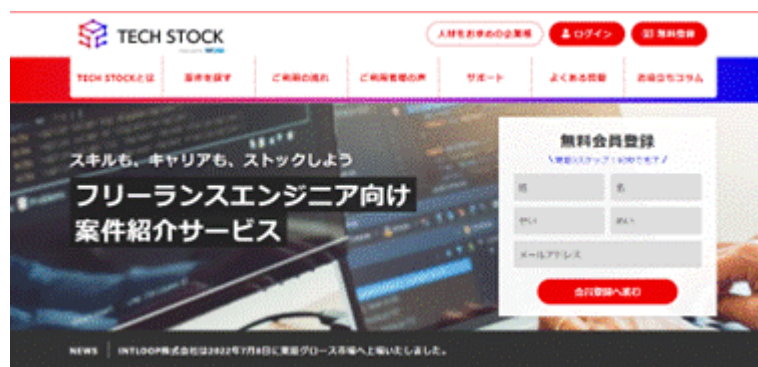 TECH STOCK
人材をお求めの企業様
ログイン
無料登録
TECH STOCKとは
案件を探す
ご利用の流れ
ご利用者様の声
サポート
よくある質問
お役立ちコラム
スキルも、キャリアも、ストックしよう
フリーランスエンジニア向け
案件紹介サービス
無料会員登録
姓
名
せい
めい
メールアドレス
会員登録へ進む
NEWS
INTLOOP株式会社は2022年7月8日に東証グロース市場へ上場いたしました。